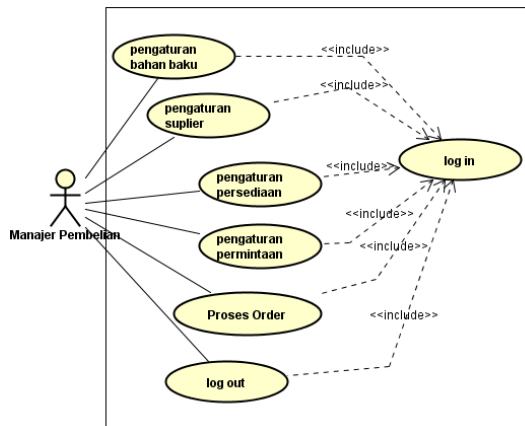 pengaturan
bahan baku
<<include>>
pengaturan
suplier
<<include>>
log in
pengaturan
persediaan
<<include>>
Manajer Pembelian
pengaturan
permintaan
<<include>>
<<include>>
Proses Order
<<include>>
log out